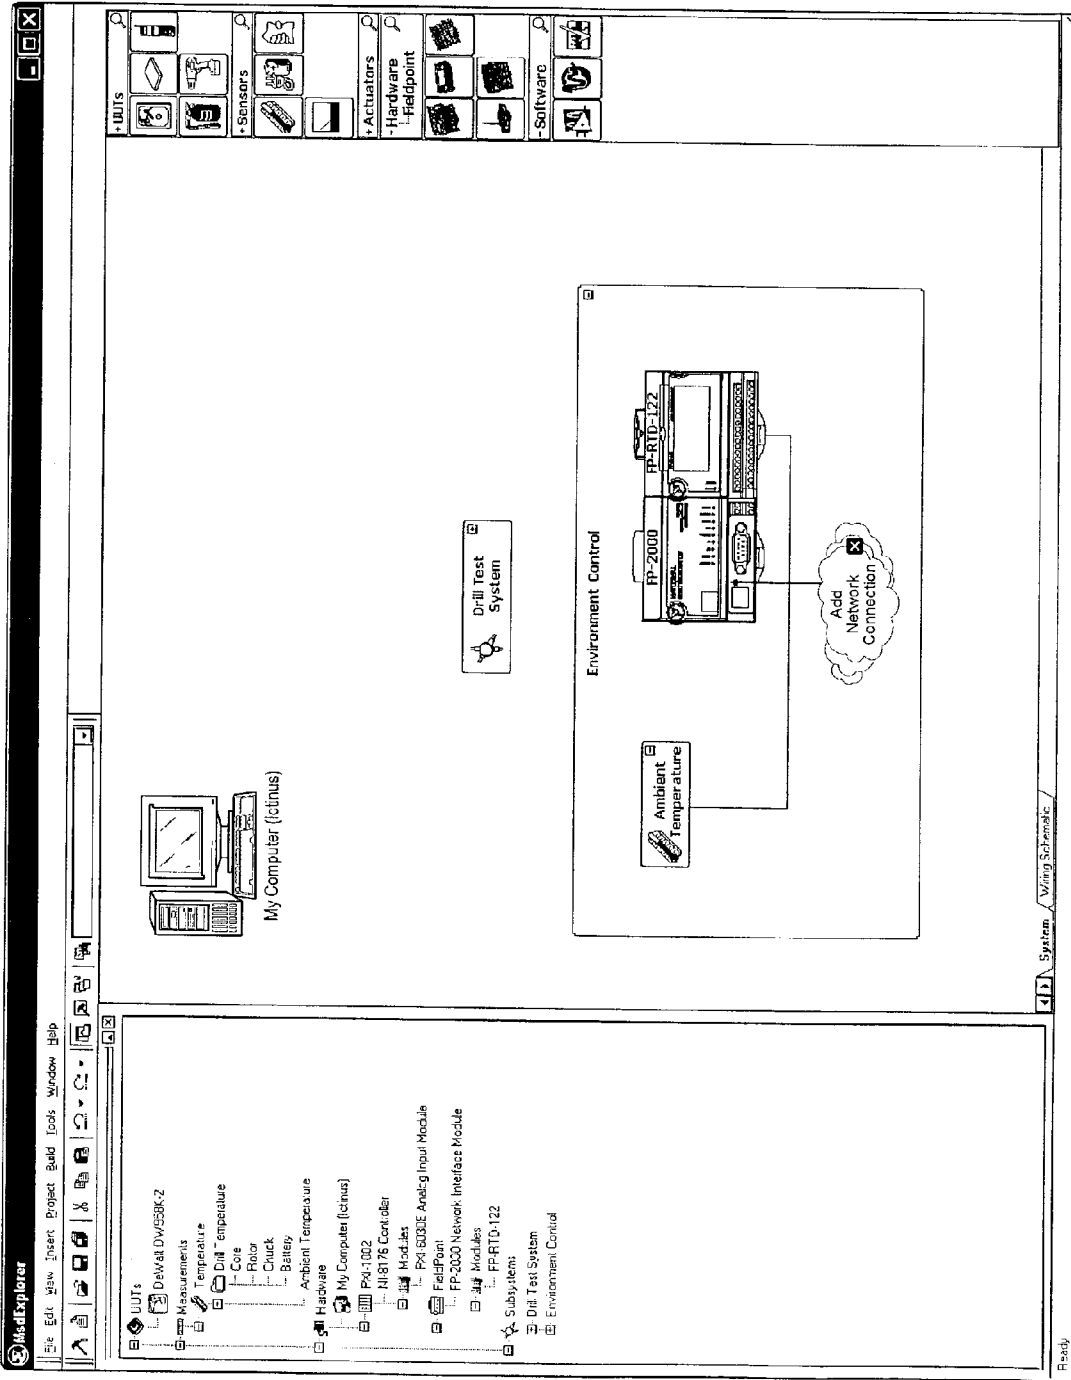 MsdExplorer
File Edit View Insert Project Build Tools Window Help
UUTs
DeWalt DW958K-2
Measurements
Temperature
Drill Temperature
Core
Rotor
Chuck
Battery
Ambient Temperature
Hardware
My Computer (Ictinus)
PXI-1002
NI-8176 Controller
Modules
PXI-6030E Analog Input Module
FieldPoint
FP-2000 Network Interface Module
Modules
FP-RTD-122
Subsystems
Drill Test System
Environment Control
My Computer (Ictinus)
Drill Test
System
Environment Control
Ambient
Temperature
FP-2000
FP-RTD-122
Add
Network
Connection
System
Wiring Schematic
+UUTs
+Sensors
+Actuators
-Hardware
Fieldpoint
-Software
Ready